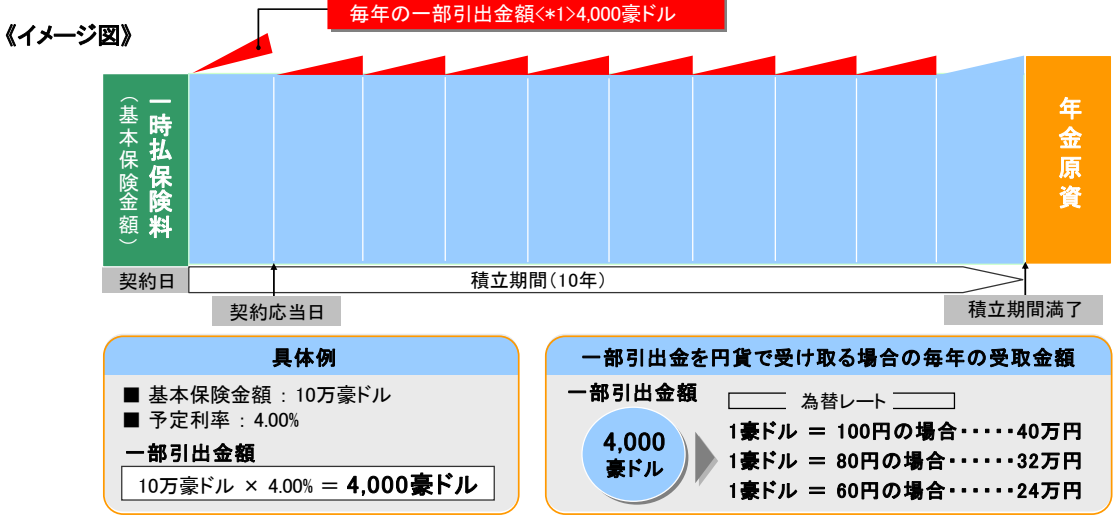 毎年の一部引出金額<*1>4,000豪ドル
《イメージ図》
一時払保険料
（基本保険金額）
年金原資
契約日
積立期間（10年）
契約応当日
積立期間満了
具体例
■ 基本保険金額 ： 10万豪ドル
■ 予定利率 ： 4.00%
一部引出金額
10万豪ドル × 4.00% ＝ 4,000豪ドル
一部引出金を円貨で受け取る場合の毎年の受取金額
一部引出金額
4,000
豪ドル
為替レート
1豪ドル ＝ 100円の場合・・・・・40万円
1豪ドル ＝ 80円の場合・・・・・・32万円
1豪ドル ＝ 60円の場合・・・・・・24万円